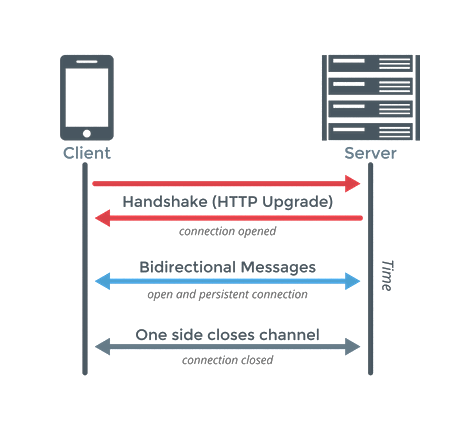 Client
Server
Handshake (HTTP Upgrade)
connection opened
Bidirectional Messages
open and persistent connection
Time
One side closes channel
connection closed